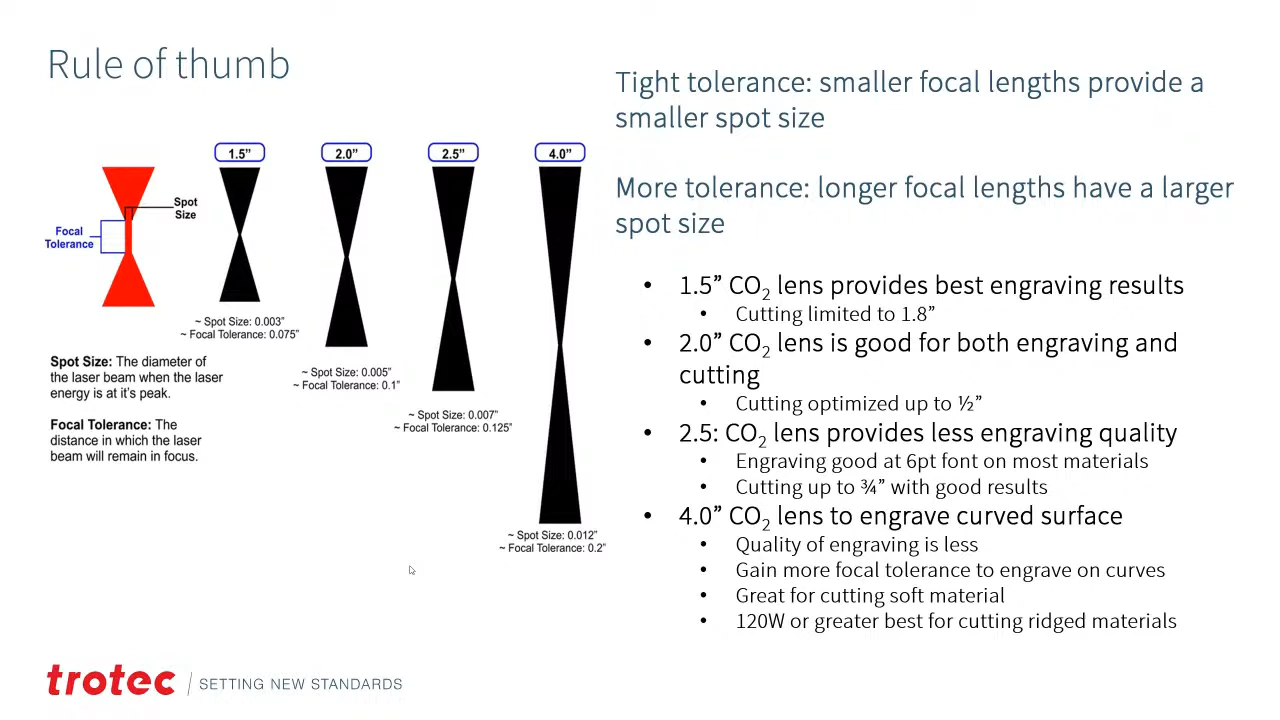 Rule of thumb
1.5”
2.0”
2.5”
4.0”
Spot
Size
Focal
Tolerance
~ Spot Size: 0.003”
~ Focal Tolerance: 0.075”
~ Spot Size: 0.005”
~ Focal Tolerance: 0.1”
~ Spot Size: 0.007”
~ Focal Tolerance: 0.125”
~ Spot Size: 0.012”
~ Focal Tolerance: 0.2”
Spot Size: The diameter of
the laser beam when the laser
energy is at it’s peak.
Focal Tolerance: The
distance in which the laser
beam will remain in focus.
Tight tolerance: smaller focal lengths provide a
smaller spot size
More tolerance: longer focal lengths have a larger
spot size
• 1.5” CO₂ lens provides best engraving results
• Cutting limited to 1.8”
• 2.0” CO₂ lens is good for both engraving and
cutting
• Cutting optimized up to ½”
• 2.5: CO₂ lens provides less engraving quality
• Engraving good at 6pt font on most materials
• Cutting up to ¾” with good results
• 4.0” CO₂ lens to engrave curved surface
• Quality of engraving is less
• Gain more focal tolerance to engrave on curves
• Great for cutting soft material
• 120W or greater best for cutting ridged materials
trotec / SETTING NEW STANDARDS